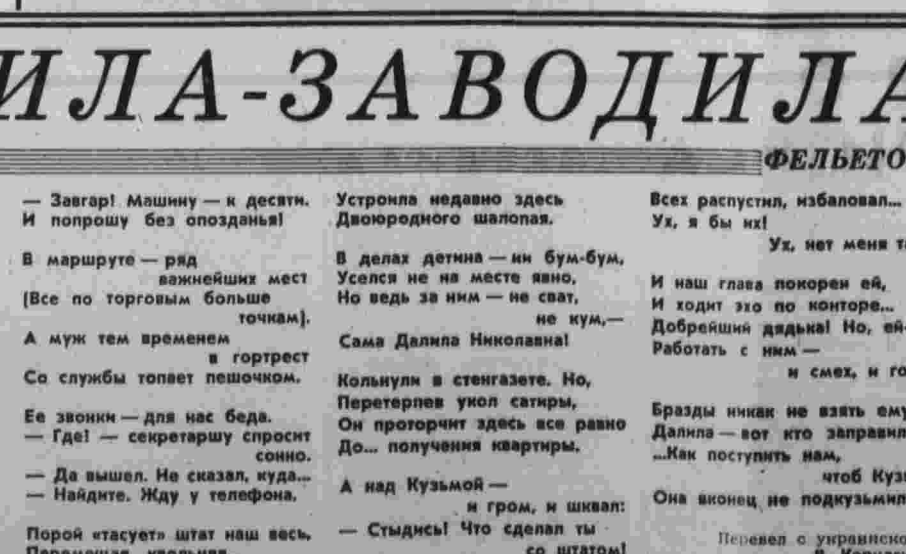 ИЛА-ЗАВОДИЛА
ФЕЛЬЕТО
— Завгар! Машину — к десяти.
И попрошу без опозданья!
В маршруте — ряд
важнейших мест
(Все по торговым больше
точкам).
А муж тем временем
в гортрест
Со службы топает пешочком.
Ее звонки — для нас беда.
— Где! — секретаршу спросит
сонно.
— Да вышел. Не сказал, куда...
— Найдите. Жду у телефона.
Порой «тасует» штат наш весь,
Устроила недавно здесь
Двоюродного шалопая.
В делах детина — ни бум-бум,
Уселся не на месте явно,
Но ведь за ним — не сват,
не кум,—
Сама Далила Николавна!
Кольнули в стенгазете. Но,
Перетерпев укол сатиры,
Он проторчит здесь все равно
До... получения квартиры.
А над Кузьмой —
и гром, и шквал:
— Стыдись! Что сделал ты
со штатом!
Всех распустил, избаловал...
Ух, я бы их!
Ух, нет меня т
И наш глава покорен ей,
И ходит эхо по конторе...
Добрейший дядька! Но, ей-
Работать с ним —
и смех, и го
Бразды никак не взять ему
Далила — вот кто заправил
...Как поступить нам,
чтоб Куз
Она вконец не подкузьмил
Перевел с украинско